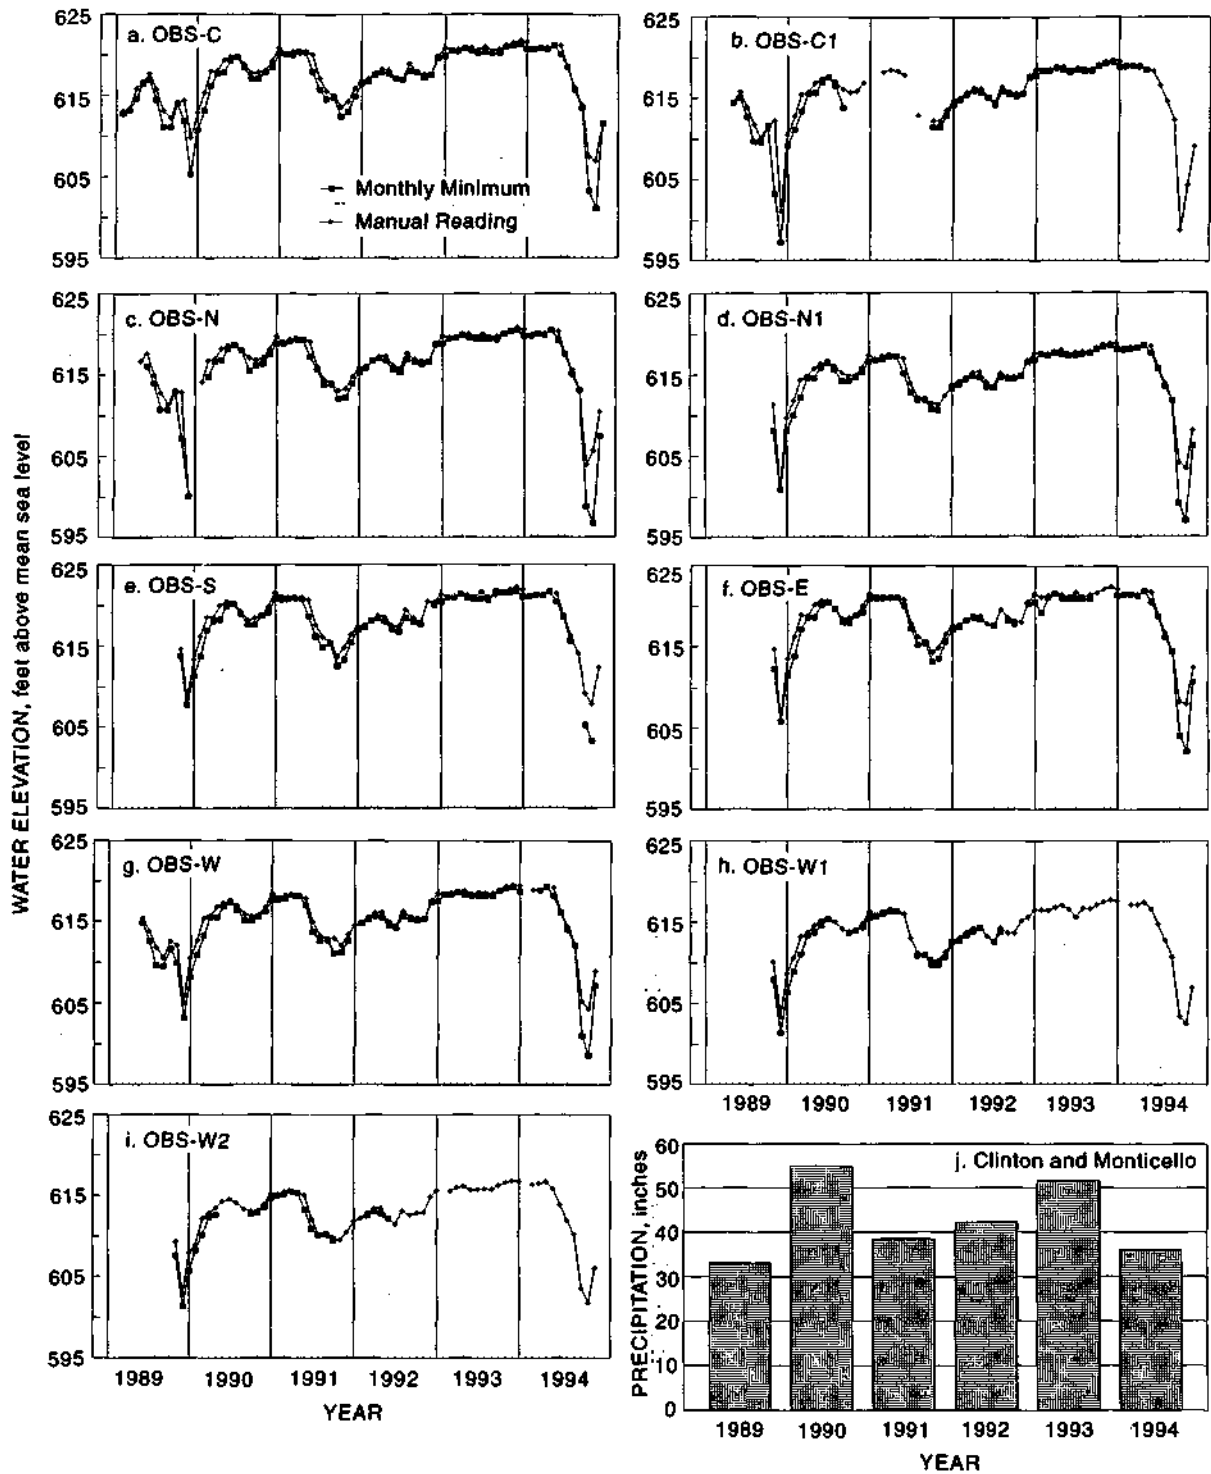 625
615
605
595
a. OBS-C
Monthly Minimum
Manual Reading
625
615
605
595
b. OBS-C1
625
615
605
595
c. OBS-N
625
615
605
595
d. OBS-N1
WATER ELEVATION, feet above mean sea level
625
615
605
595
e. OBS-S
625
615
605
595
f. OBS-E
625
615
605
595
g. OBS-W
625
615
605
595
h. OBS-W1
1989 1990 1991 1992 1993 1994
625
615
605
595
i. OBS-W2
1989 1990 1991 1992 1993 1994
YEAR
PRECIPITATION, inches
60
50
40
30
20
10
0
j. Clinton and Monticello
1989 1990 1991 1992 1993 1994
YEAR